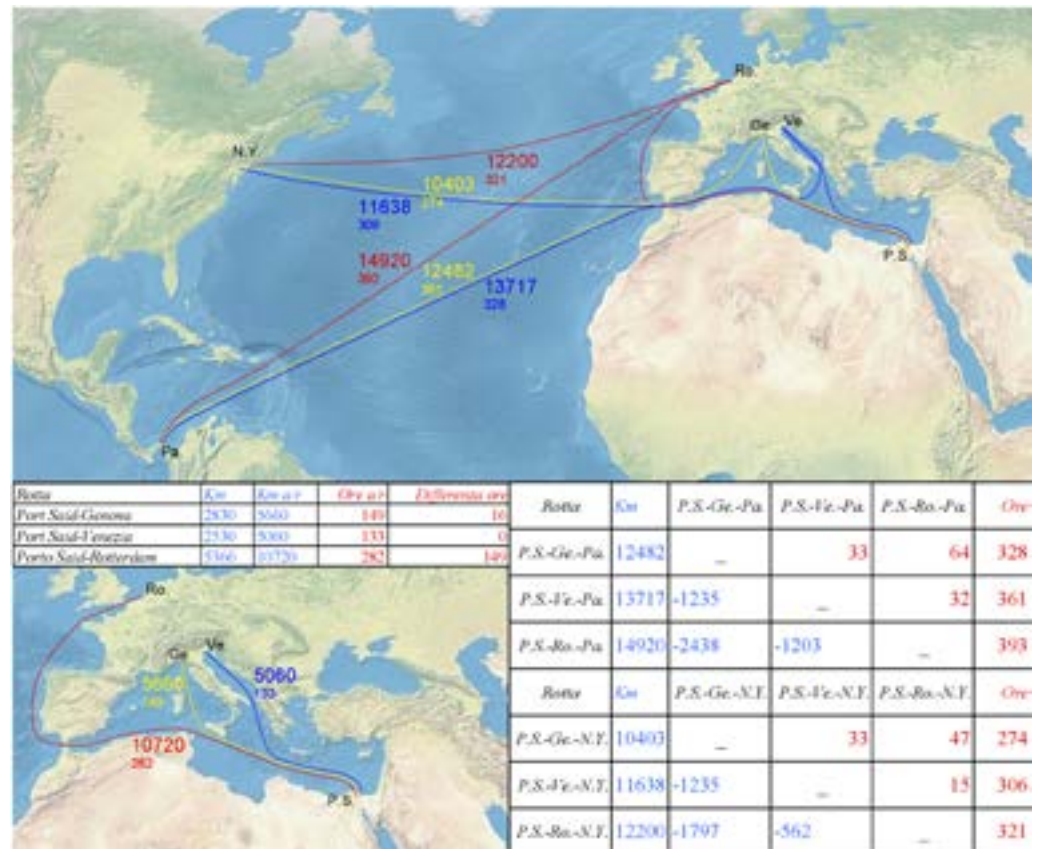 Ro.
Ge. Ve.
N.Y.
12200
321
10403
11638
14920
12482
13717
328
P.S.
Pa
Rotta Km Km a/r Ore a/r Differenza ore
Port Said-Genova 2830 5660 149 16
Port Said-Venezia 2530 5060 133 0
Porto Said-Rotterdam 5360 10720 282 149
Ro.
Ge Ve
5060
133
10720
282
P.S.
Rotta Km P.S.-Ge.-Pa. P.S.-Ve.-Pa. P.S.-Ro.-Pa. Ore
P.S.-Ge.-Pa. 12482 _ 33 64 328
P.S.-Ve.-Pa. 13717 -1235 _ 32 361
P.S.-Ro.-Pa. 14920 -2438 -1203 _ 393
Rotta Km P.S.-Ge.-N.Y. P.S.-Ve.-N.Y. P.S.-Ro.-N.Y. Ore
P.S.-Ge.-N.Y. 10403 _ 33 47 274
P.S.-Ve.-N.Y. 11638 -1235 _ 15 306
P.S.-Ro.-N.Y. 12200 -1797 -562 _ 321